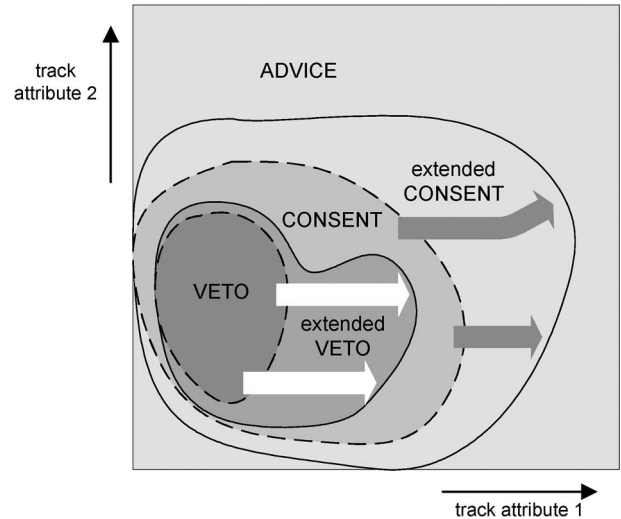 track
attribute 2
ADVICE
extended
CONSENT
CONSENT
VETO
extended
VETO
track attribute 1